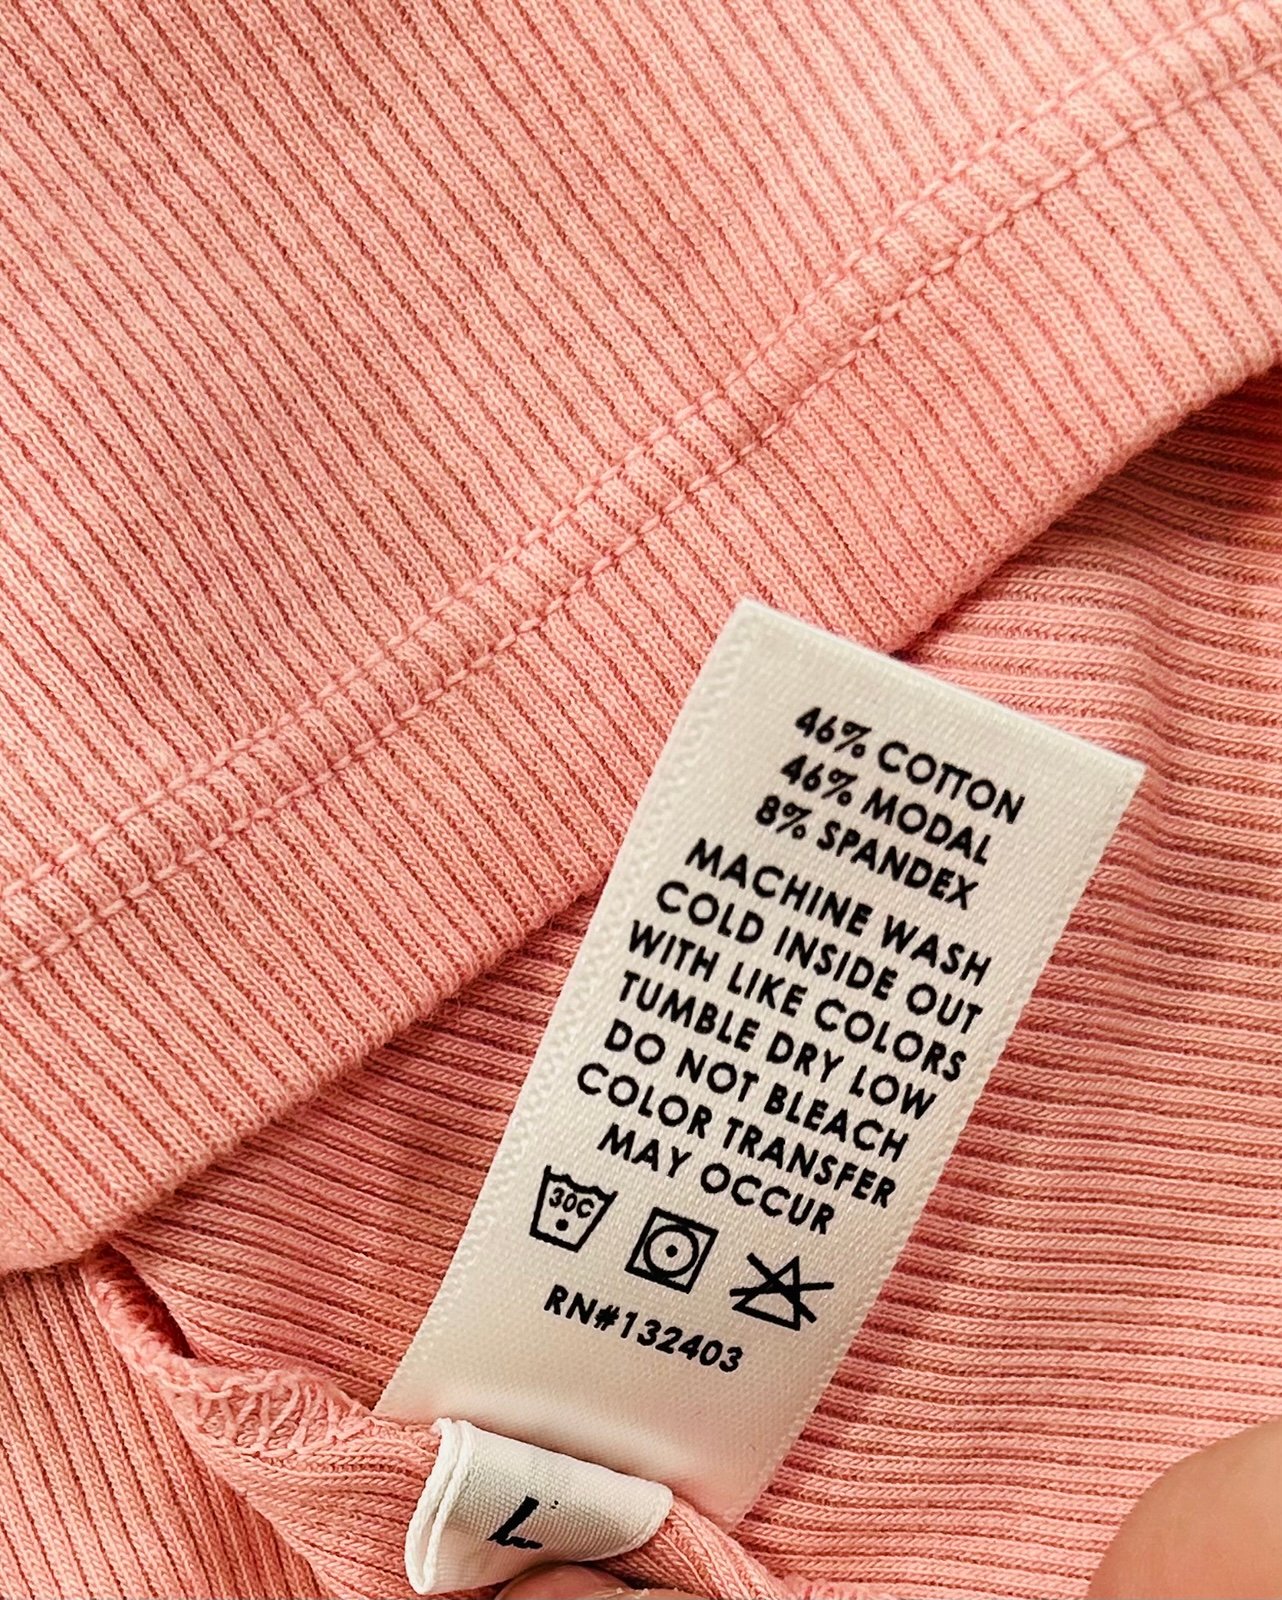 46% COTTON
46% MODAL
8% SPANDEX
MACHINE WASH
COLD INSIDE OUT
WITH LIKE COLORS
TUMBLE DRY LOW
DO NOT BLEACH
COLOR TRANSFER
MAY OCCUR
30C
RN#132403
L